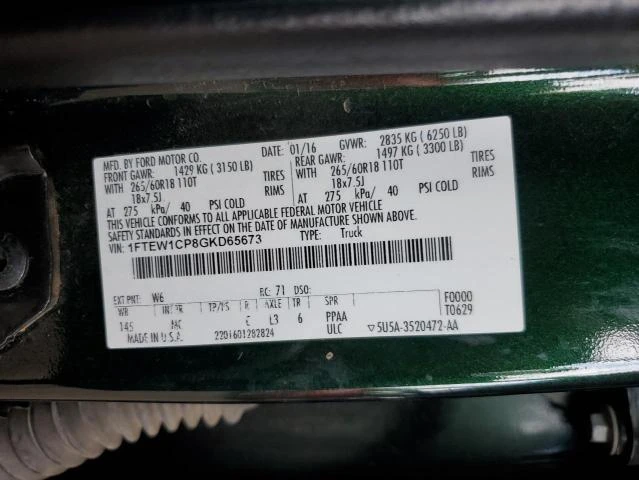 MFD. BY FORD MOTOR CO. DATE: 01/16 GVWR: 2835 KG ( 6250 LB)
FRONT GAWR: 1429 KG ( 3150 LB) REAR GAWR: 1497 KG ( 3300 LB)
WITH 265/60R18 110T TIRES WITH 265/60R18 110T TIRES
18x7.5J RIMS 18x7.5J RIMS
AT 275 kPa/ 40 PSI COLD AT 275 kPa/ 40 PSI COLD
THIS VEHICLE CONFORMS TO ALL APPLICABLE FEDERAL MOTOR VEHICLE
SAFETY STANDARDS IN EFFECT ON THE DATE OF MANUFACTURE SHOWN ABOVE.
VIN: 1FTEW1CP8GKD65673 TYPE: Truck
EXT PNT: W6 RC: 71 DSO: F0000
WB INT TR TP/PS R AXLE TR SPR T0629
145 MC E L3 6 PPAA
MADE IN U.S.A. 2201601282824 ULC 5U5A-3520472-AA